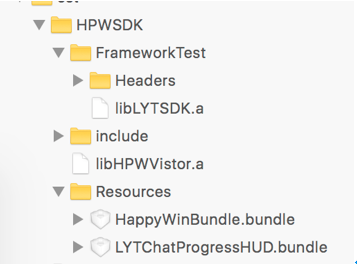 HPWSDK
FrameworkTest
Headers
libLYTSDK.a
include
libHPWVistor.a
Resources
HappyWinBundle.bundle
LYTChatProgressHUD.bundle